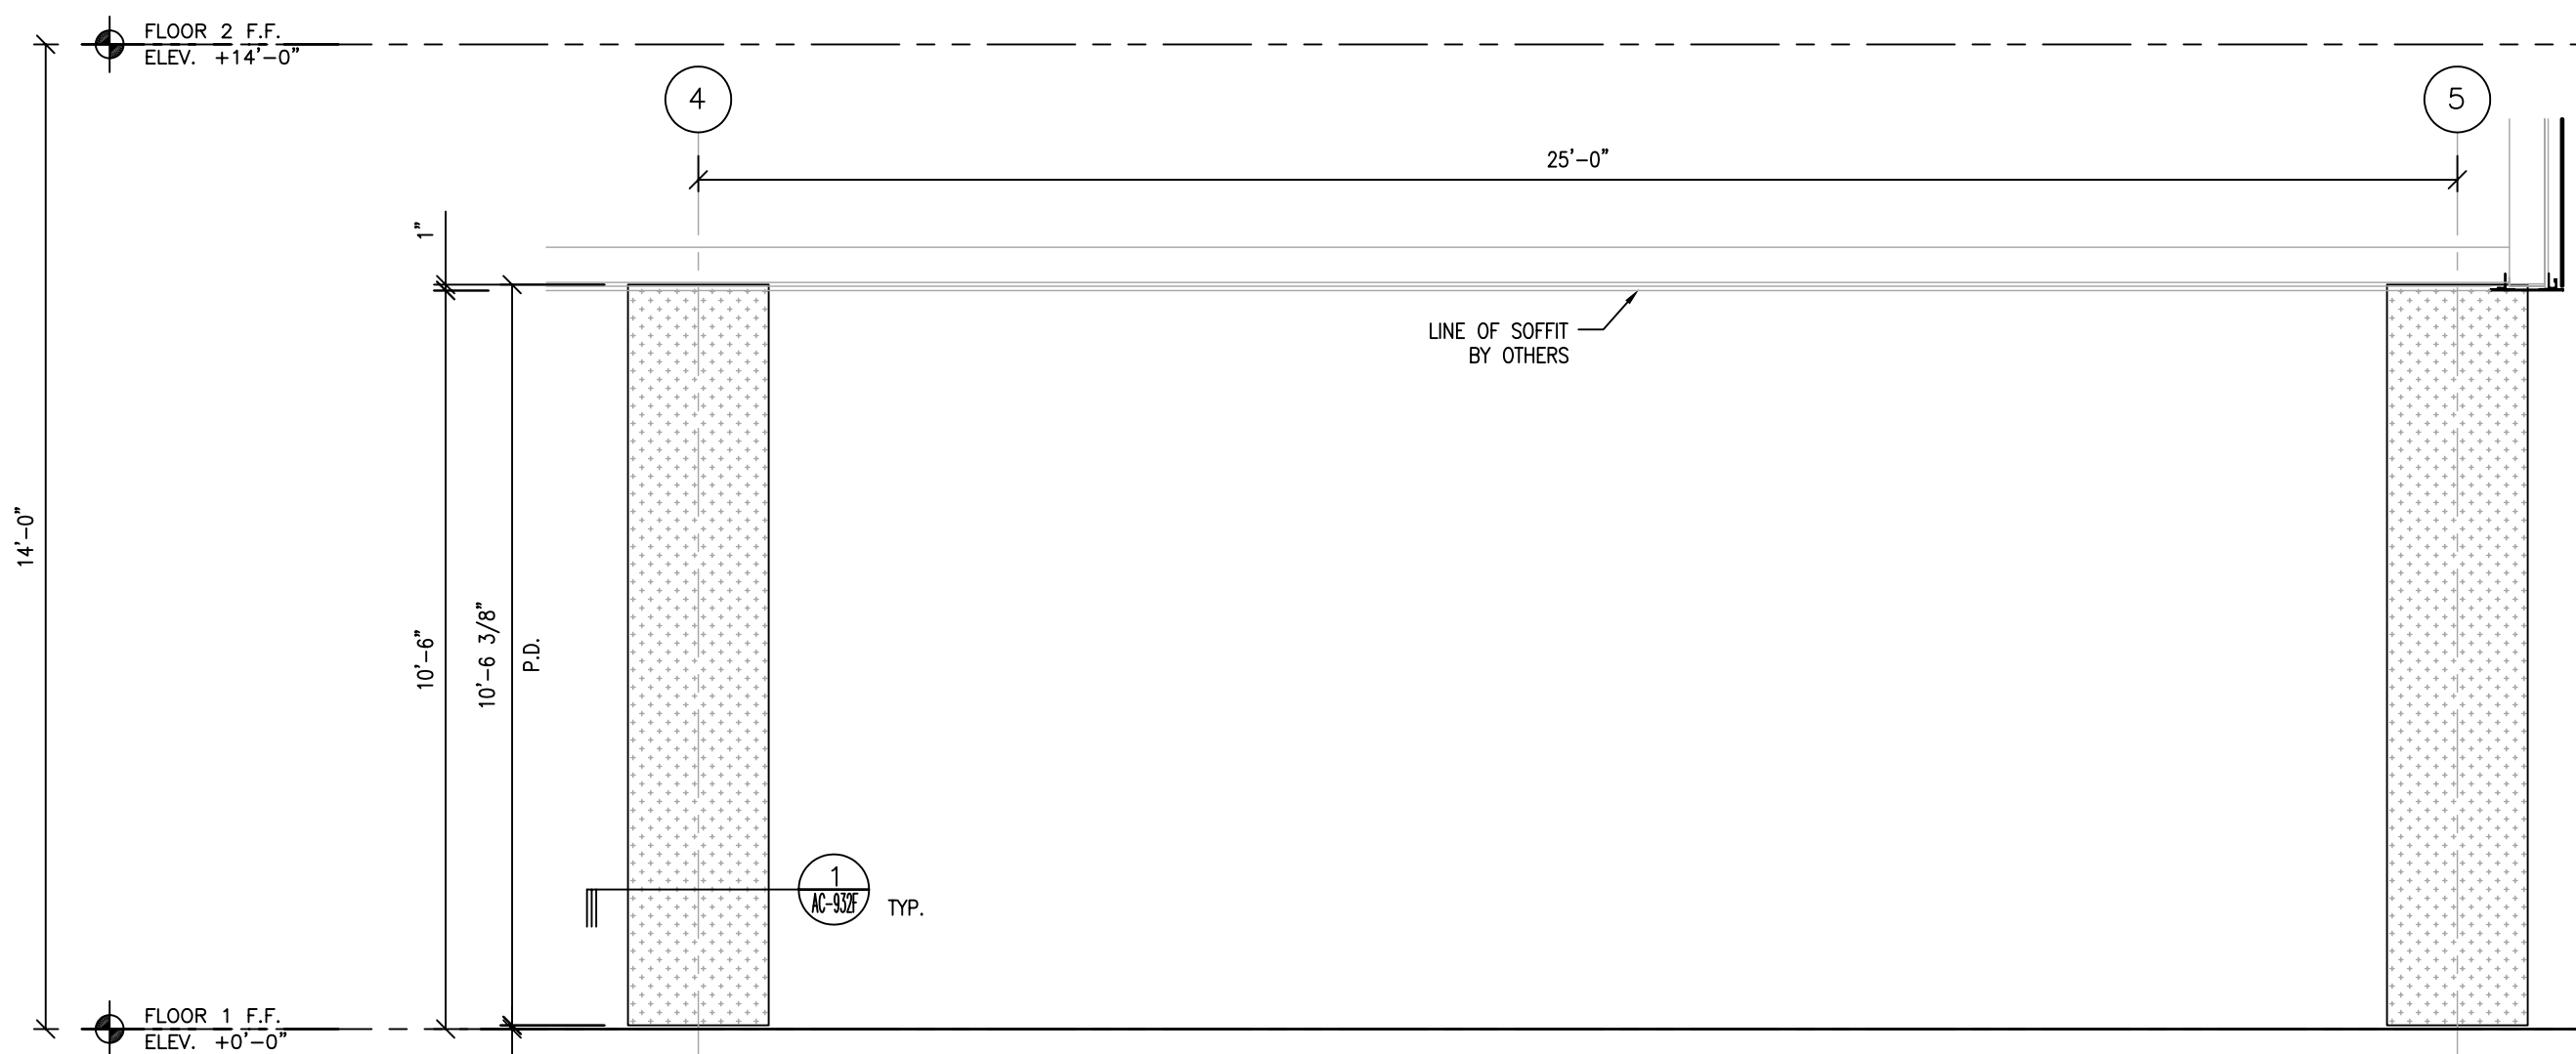 FLOOR 2 F.F.
ELEV. +14'-0"
4
5
25'-0"
1"
LINE OF SOFFIT
BY OTHERS
14'-0"
10'-6"
10'-6 3/8"
P.D.
1
AC-932F
TYP.
FLOOR 1 F.F.
ELEV. +0'-0"